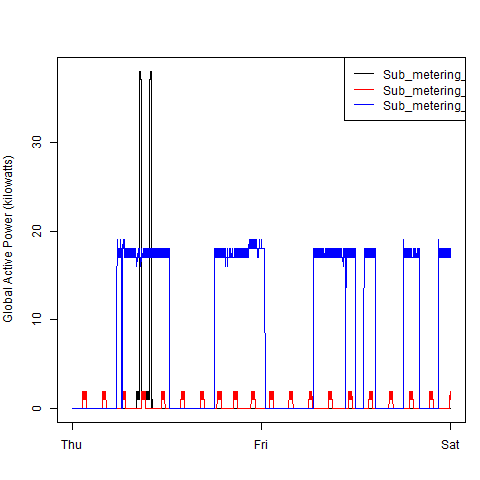 Sub_metering_
Sub_metering_
Sub_metering_
Global Active Power (kilowatts)
30
20
10
0
Thu Fri Sat